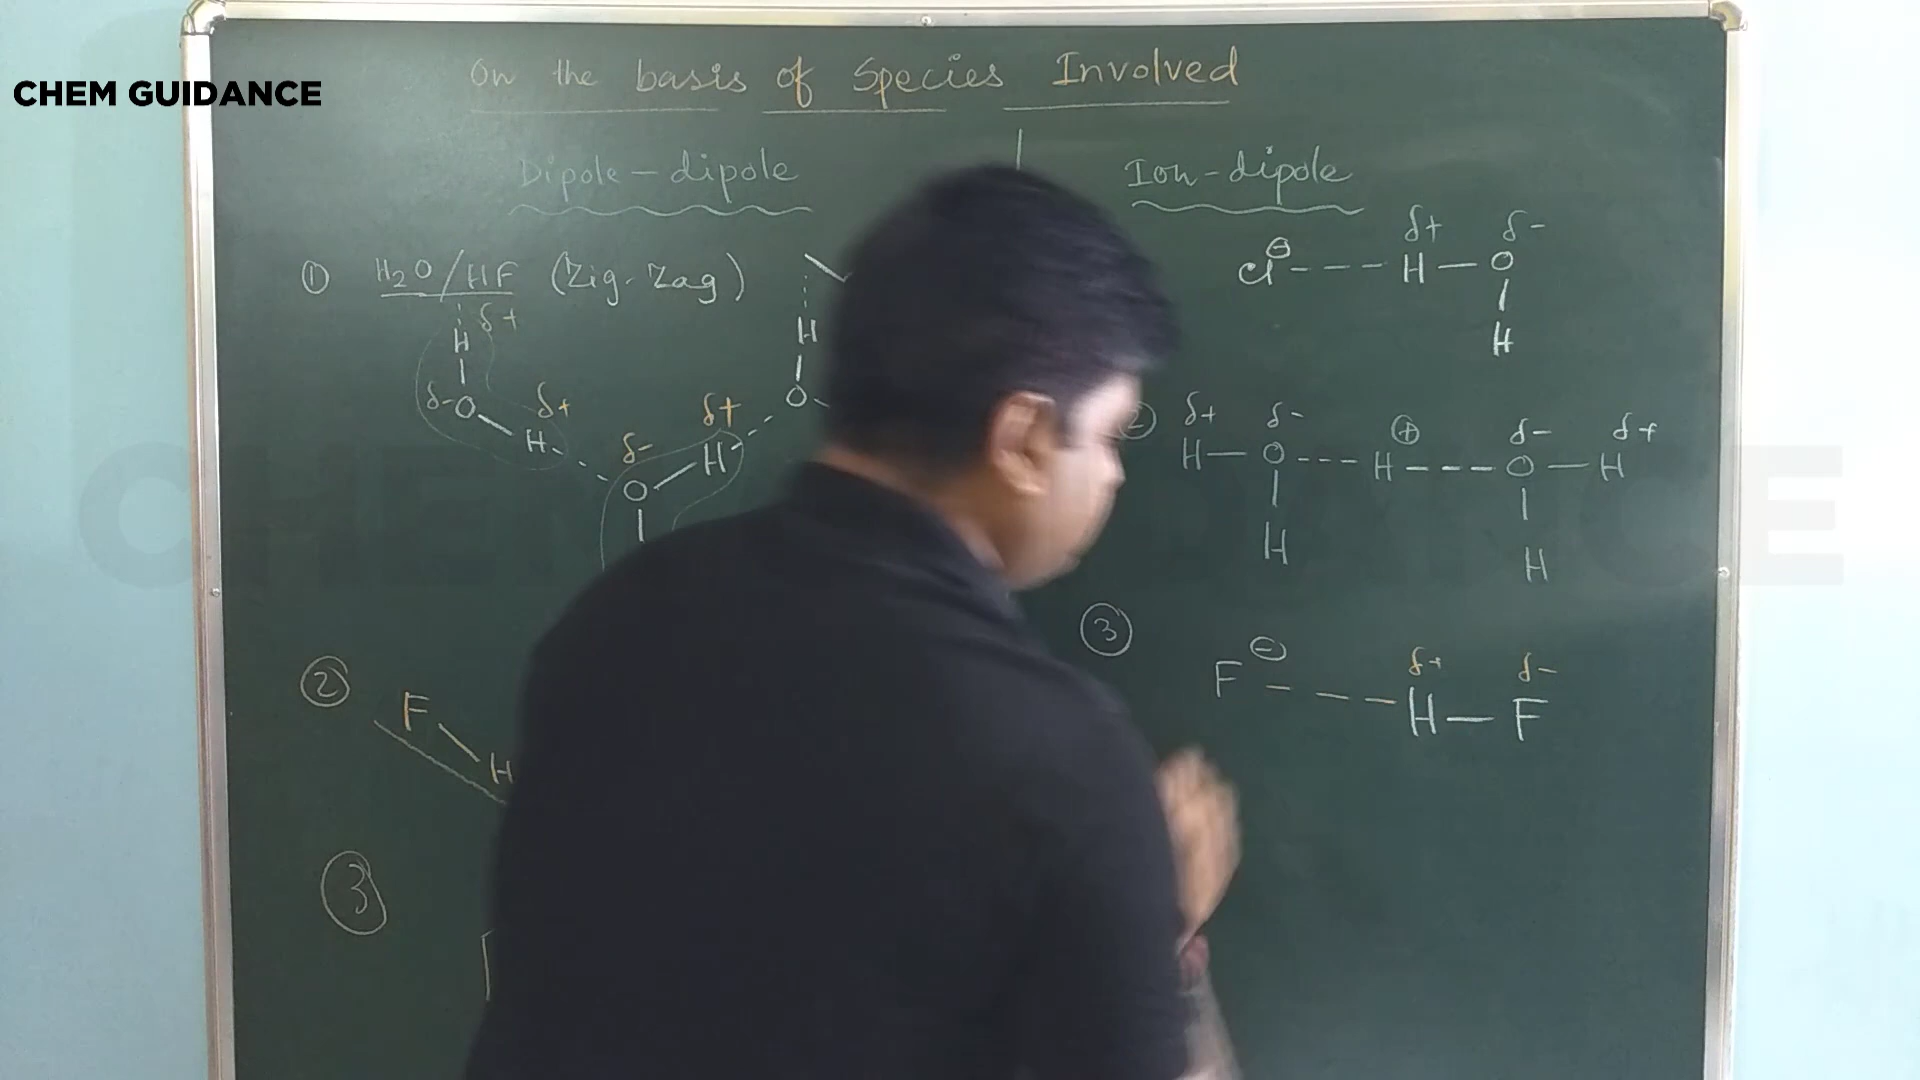 CHEM GUIDANCE
On the basis of Species Involved
Dipole - dipole
Ion - dipole
① H2O/HF (Zig-Zag)
H δ+
δ- O δ+
H
δ- δ+
O H
H
O
② F
H
③
δ+ δ-
Cl⊖ --- H — O
H
② δ+ δ- ⊕ δ- δ+
H — O --- H --- O — H
H H
③
F⊖ --- H — F
δ+ δ-